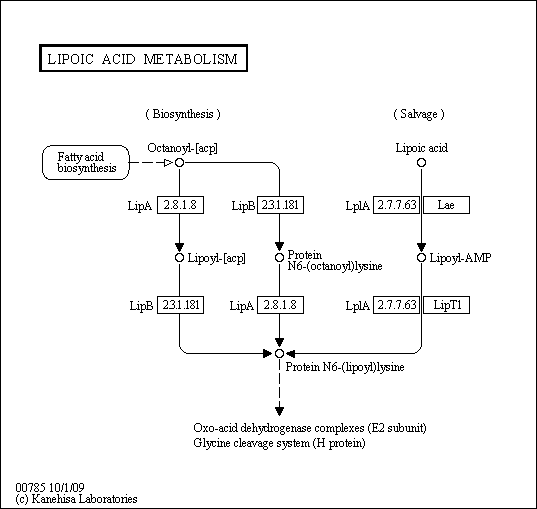 LIPOIC ACID METABOLISM
( Biosynthesis )
( Salvage )
Octanoyl-[acp]
Lipoic acid
Fatty acid
biosynthesis
LipA 2.8.1.8
LipB 2.3.1.181
LplA 2.7.7.63 Lae
Lipoyl-[acp]
Protein
N6-(octanoyl)lysine
Lipoyl-AMP
LipB 2.3.1.181
LipA 2.8.1.8
LplA 2.7.7.63 LipT1
Protein N6-(lipoyl)lysine
Oxo-acid dehydrogenase complexes (E2 subunit)
Glycine cleavage system (H protein)
00785 10/1/09
(c) Kanehisa Laboratories